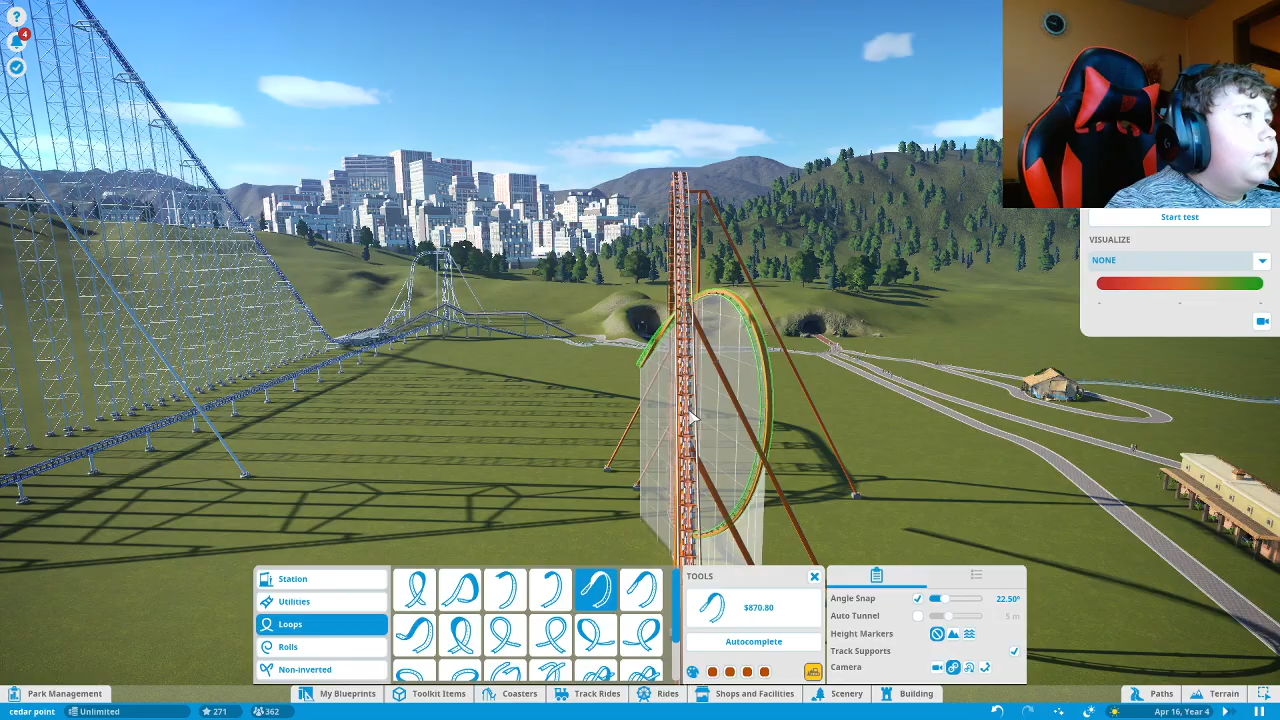 ?
4
Start test
VISUALIZE
NONE
- - -
Station
Utilities
Loops
Rolls
Non-inverted
TOOLS
$870.80
Autocomplete
Angle Snap 22.50°
Auto Tunnel 5 m
Height Markers
Track Supports
Camera
Park Management My Blueprints Toolkit Items Coasters Track Rides Rides Shops and Facilities Scenery Building Paths Terrain
cedar point Unlimited 271 362 Apr 16, Year 4